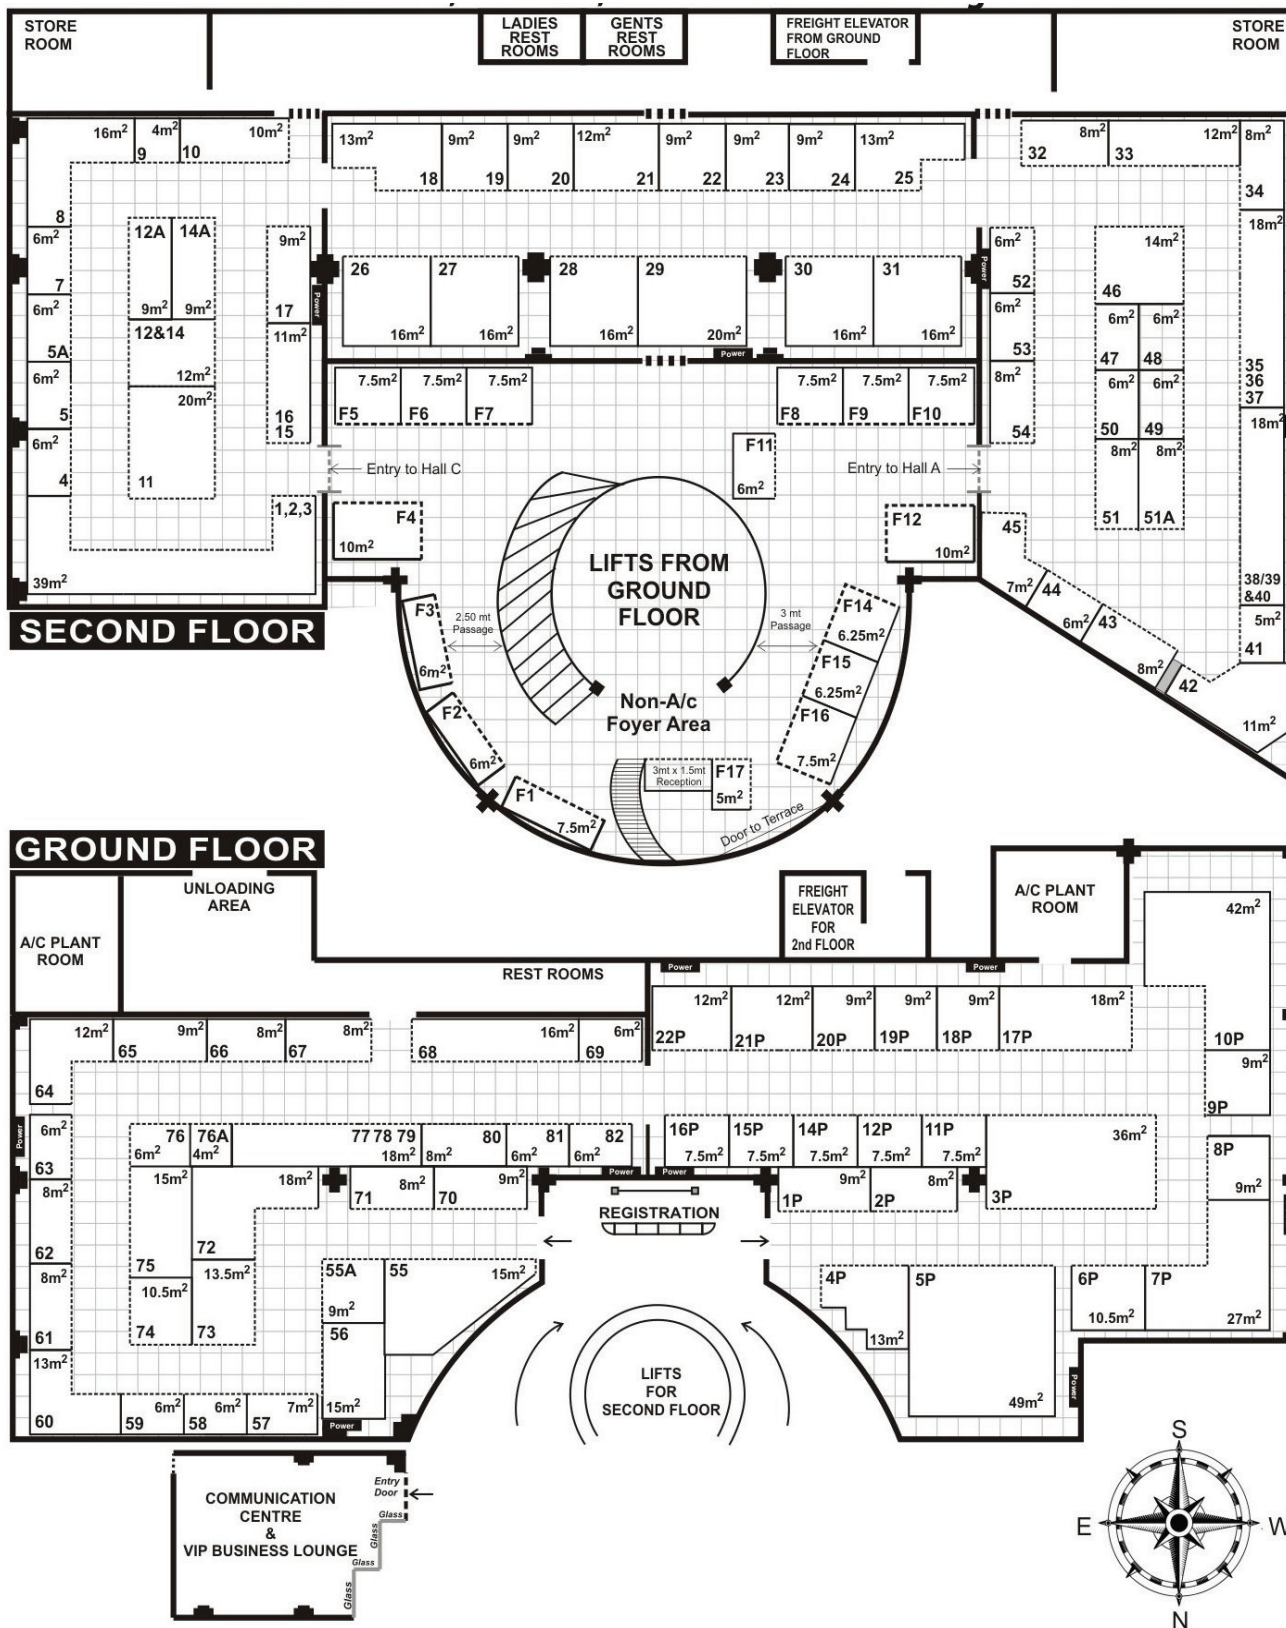 STORE
ROOM
LADIES
REST
ROOMS
GENTS
REST
ROOMS
FREIGHT ELEVATOR
FROM GROUND
FLOOR
STORE
ROOM
16m²
4m²
10m²
9
10
8
6m²
7
6m²
5A
6m²
5
6m²
4
12A
14A
9m²
9m²
12&14
12m²
20m²
11
9m²
17
11m²
16
15
1,2,3
39m²
Power
13m²
9m²
9m²
12m²
9m²
9m²
9m²
13m²
18
19
20
21
22
23
24
25
26
27
28
29
30
31
16m²
16m²
16m²
20m²
16m²
16m²
Power
Power
8m²
12m²
8m²
32
33
34
18m²
35
36
37
18m²
38/39
&40
5m²
41
6m²
52
6m²
53
8m²
54
14m²
46
6m²
6m²
47
48
6m²
6m²
50
49
8m²
8m²
51
51A
45
7m²
44
6m²
43
8m²
42
11m²
7.5m²
7.5m²
7.5m²
F5
F6
F7
7.5m²
7.5m²
7.5m²
F8
F9
F10
F11
6m²
Entry to Hall C
Entry to Hall A
F4
10m²
F12
10m²
LIFTS FROM
GROUND
FLOOR
F3
6m²
2.50 mt
Passage
3 mt
Passage
F14
6.25m²
F15
6.25m²
F16
7.5m²
F2
6m²
F1
7.5m²
Non-A/c
Foyer Area
3mt x 1.5mt
Reception
F17
5m²
Door to Terrace
SECOND FLOOR
GROUND FLOOR
UNLOADING
AREA
A/C PLANT
ROOM
REST ROOMS
FREIGHT
ELEVATOR
FOR
2nd FLOOR
A/C PLANT
ROOM
Power
Power
12m²
9m²
8m²
8m²
16m²
6m²
65
66
67
68
69
64
12m²
12m²
9m²
9m²
9m²
18m²
22P
21P
20P
19P
18P
17P
42m²
10P
9m²
9P
8P
9m²
Power
6m²
63
8m²
62
8m²
61
13m²
60
76
76A
77 78 79
80
81
82
6m²
4m²
18m²
8m²
6m²
6m²
15m²
18m²
75
72
71
8m²
70
9m²
10.5m²
13.5m²
74
73
Power
Power
16P
15P
14P
12P
11P
7.5m²
7.5m²
7.5m²
7.5m²
7.5m²
36m²
3P
9m²
8m²
1P
2P
REGISTRATION
55A
55
15m²
9m²
56
15m²
Power
6m²
6m²
7m²
59
58
57
4P
13m²
5P
49m²
6P
7P
10.5m²
27m²
Power
LIFTS
FOR
SECOND FLOOR
COMMUNICATION
CENTRE
&
VIP BUSINESS LOUNGE
Entry
Door
Glass
Glass
Glass
Glass
S
E
W
N